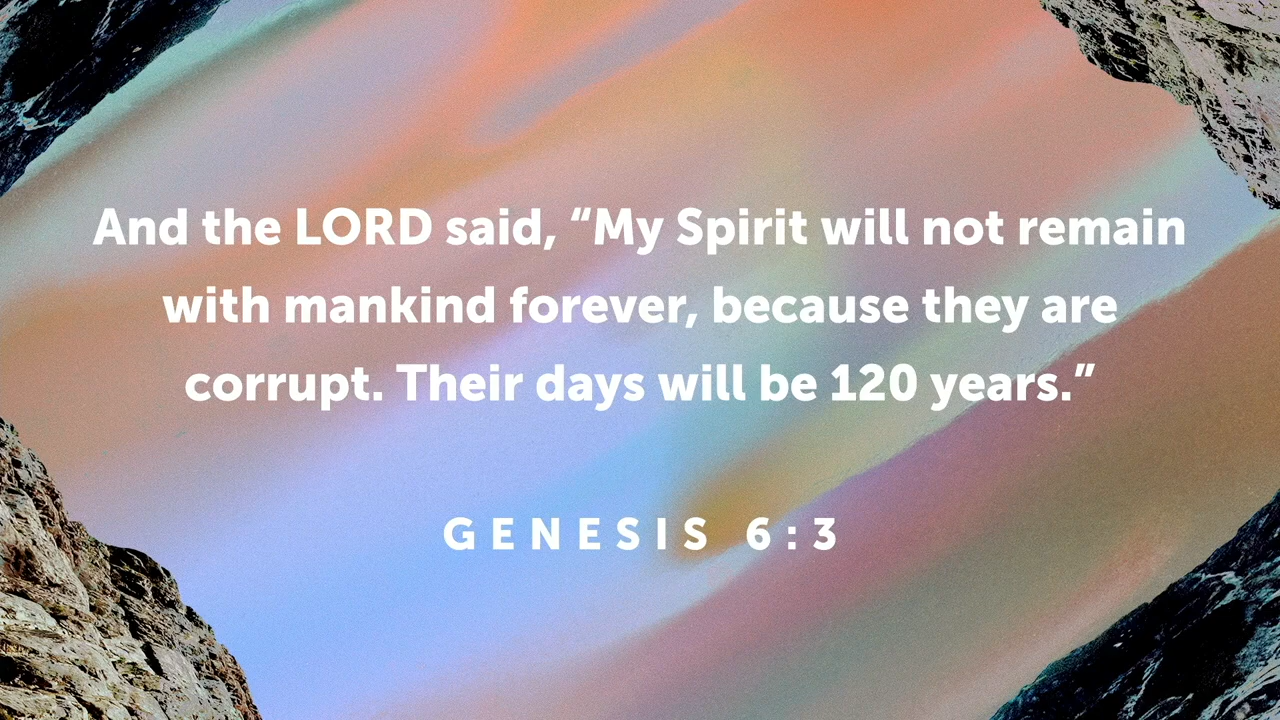 And the LORD said, “My Spirit will not remain
with mankind forever, because they are
corrupt. Their days will be 120 years.”
GENESIS 6:3